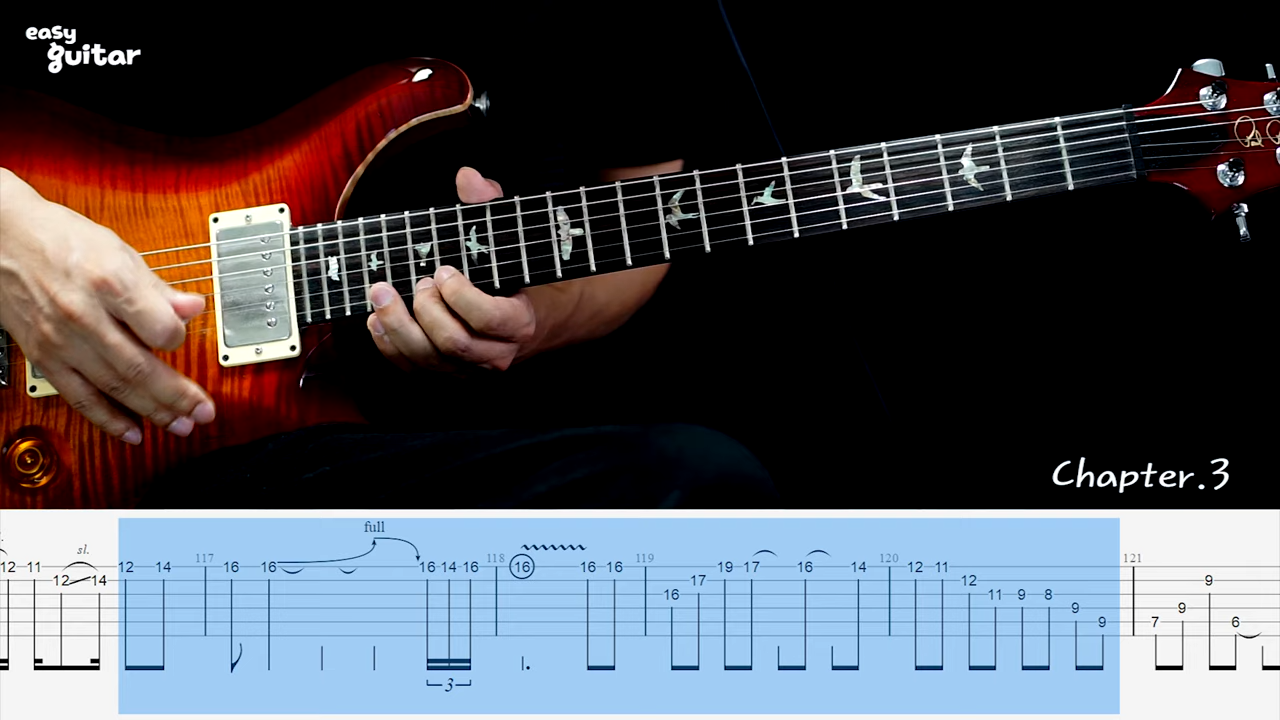 easy
guitar
Chapter.3
full
sl.
117
118
119
120
121
12 11 12 14 12 14 16 16 16 14 16 16 16 16 16 17 19 17 16 14 12 11 12 11 9 8 9 9 7 9 9 6
3